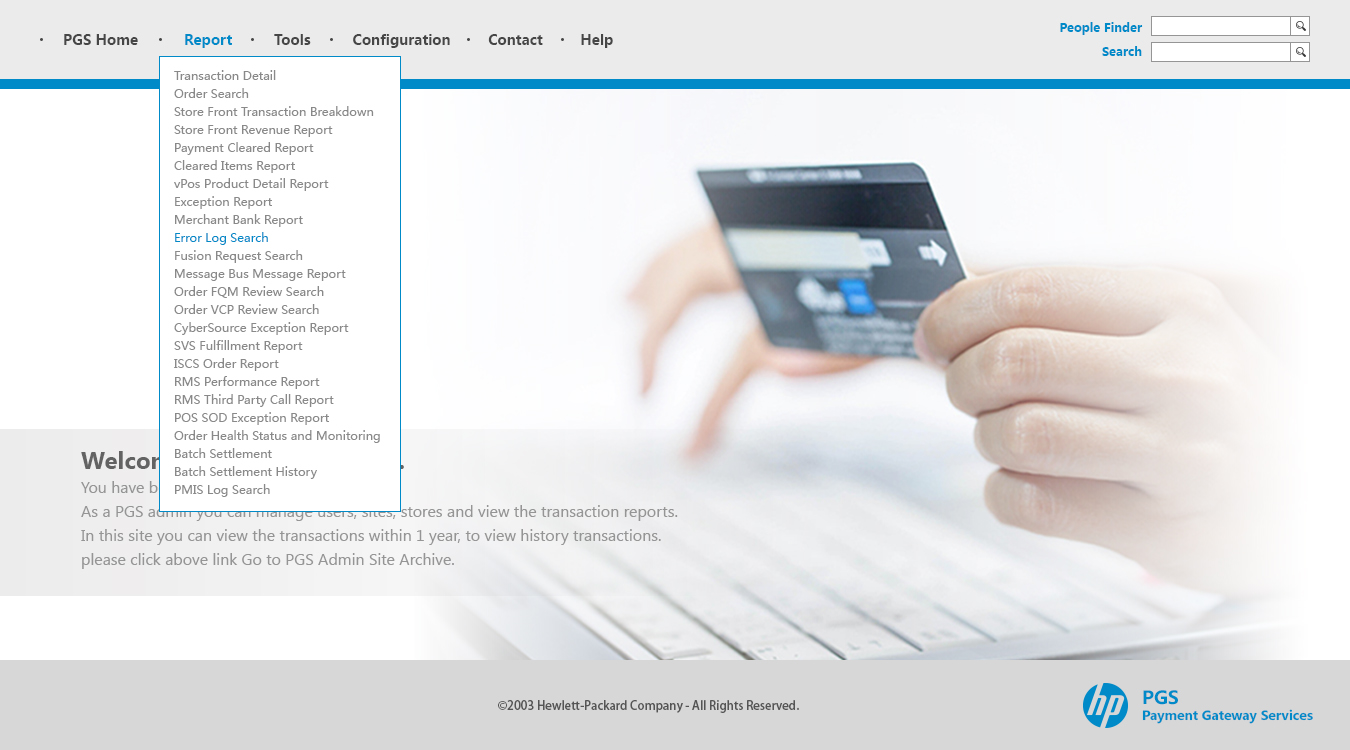 PGS Home
Report
Tools
Configuration
Contact
Help
People Finder
Search
Transaction Detail
Order Search
Store Front Transaction Breakdown
Store Front Revenue Report
Payment Cleared Report
Cleared Items Report
vPos Product Detail Report
Exception Report
Merchant Bank Report
Error Log Search
Fusion Request Search
Message Bus Message Report
Order FQM Review Search
Order VCP Review Search
CyberSource Exception Report
SVS Fulfillment Report
ISCS Order Report
RMS Performance Report
RMS Third Party Call Report
POS SOD Exception Report
Order Health Status and Monitoring
Batch Settlement
Batch Settlement History
PMIS Log Search
You have
As a PGS admin you can manage users, sites, stores and view the transaction reports.
In this site you can view the transactions within 1 year, to view history transactions.
please click above link Go to PGS Admin Site Archive.
©2003 Hewlett-Packard Company - All Rights Reserved.
hp
PGS
Payment Gateway Services